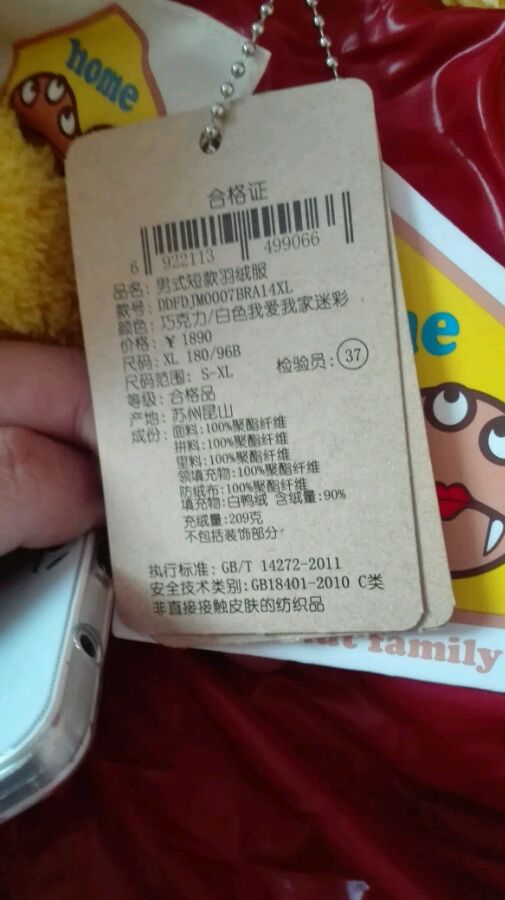 home
合格证
6 922113 499066
品名: 男式短款羽绒服
款号: DDFDJM0007BRA14XL
颜色: 巧克力/白色我爱我家迷彩
价格: ¥ 1890
尺码: XL 180/96B
尺码范围: S-XL 检验员: 37
等级: 合格品
产地: 苏州昆山
成份: 面料:100%聚酯纤维
拼料:100%聚酯纤维
里料:100%聚酯纤维
领填充物:100%聚酯纤维
防绒布:100%聚酯纤维
填充物:白鸭绒 含绒量:90%
充绒量:209克
不包括装饰部分
执行标准: GB/T 14272-2011
安全技术类别:GB18401-2010 C类
非直接接触皮肤的纺织品
family